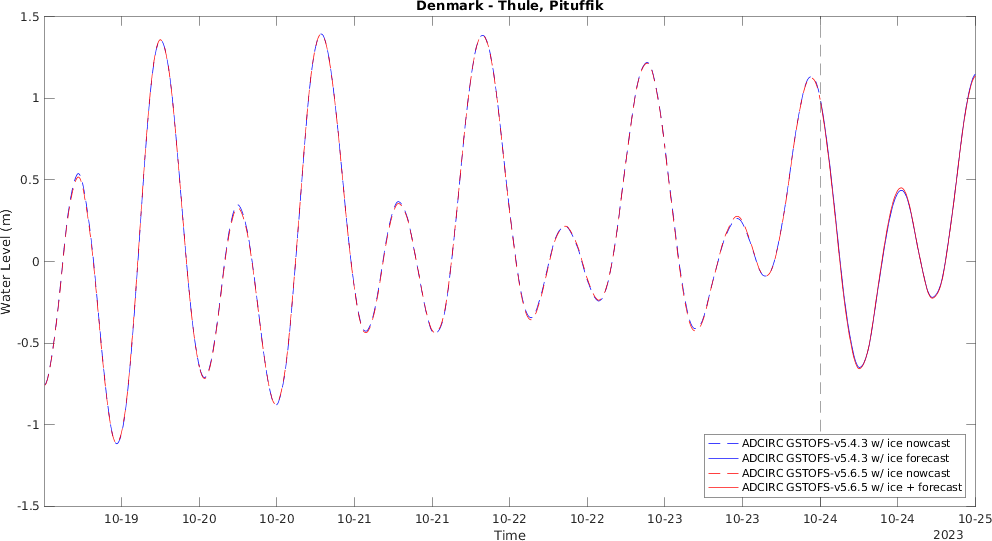 Denmark - Thule, Pituffik
1.5
1
0.5
0
-0.5
-1
-1.5
Water Level (m)
ADCIRC GSTOFS-v5.4.3 w/ ice nowcast
ADCIRC GSTOFS-v5.4.3 w/ ice forecast
ADCIRC GSTOFS-v5.6.5 w/ ice nowcast
ADCIRC GSTOFS-v5.6.5 w/ ice + forecast
10-19 10-20 10-20 10-21 10-21 10-22 10-22 10-23 10-23 10-24 10-24 10-25
Time
2023